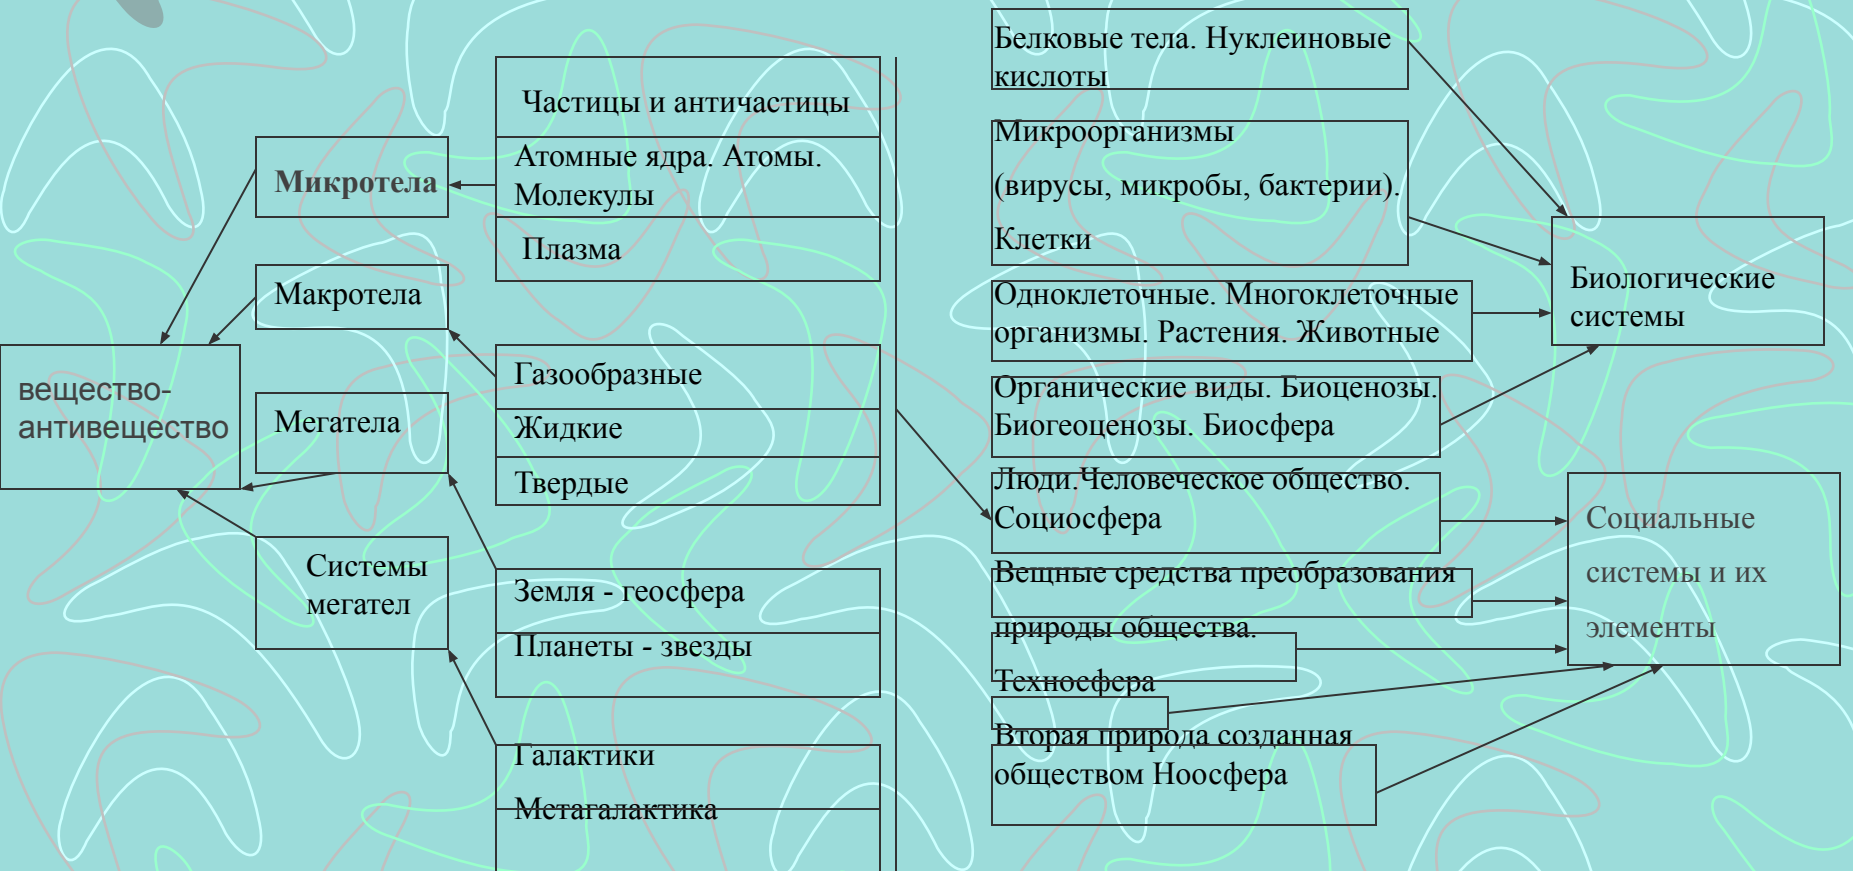 Частицы и античастицы
Атомные ядра. Атомы.
Молекулы
Плазма
Микротела
Макротела
Мегатела
Системы
мегател
вещество-
антивещество
Газообразные
Жидкие
Твердые
Земля - геосфера
Планеты - звезды
Галактики
Метагалактика
Белковые тела. Нуклеиновые
кислоты
Микроорганизмы
(вирусы, микробы, бактерии).
Клетки
Одноклеточные. Многоклеточные
организмы. Растения. Животные
Органические виды. Биоценозы.
Биогеоценозы. Биосфера
Люди.Человеческое общество.
Социосфера
Вещные средства преобразования
природы общества.
Техносфера
Вторая природа созданная
обществом Ноосфера
Биологические
системы
Социальные
системы и их
элементы